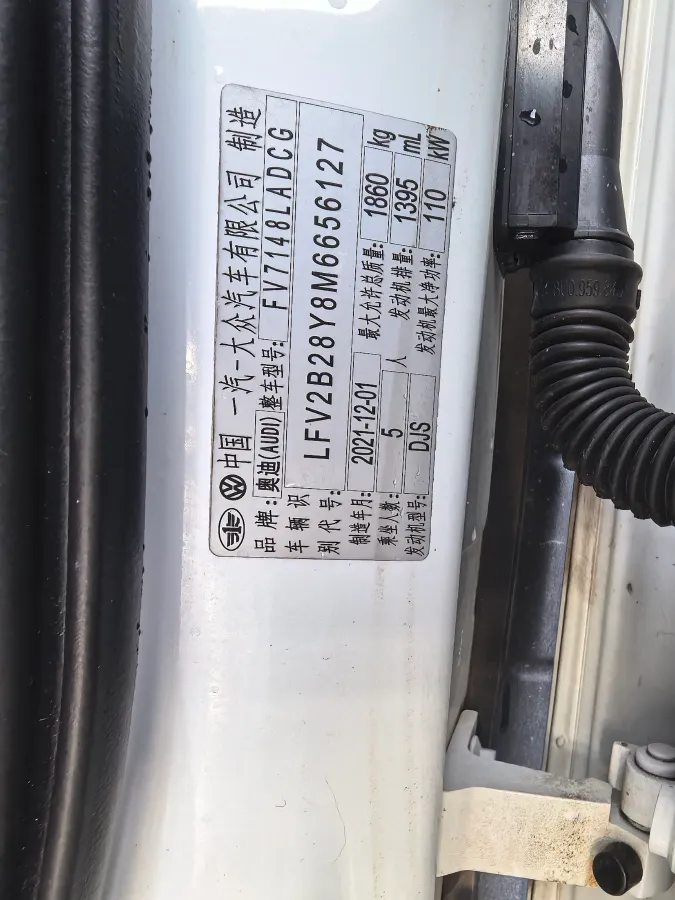 中国 一汽-大众汽车有限公司 制造
品牌: 奥迪(AUDI) 整车型号: FV7148LADCG
车辆识别代号: LFV2B28Y8M6656127
制造年月: 2021-12-01 最大允许总质量: 1860 kg
乘坐人数: 5 人 发动机排量: 1395 mL
发动机型号: DJS 发动机最大净功率: 110 kW